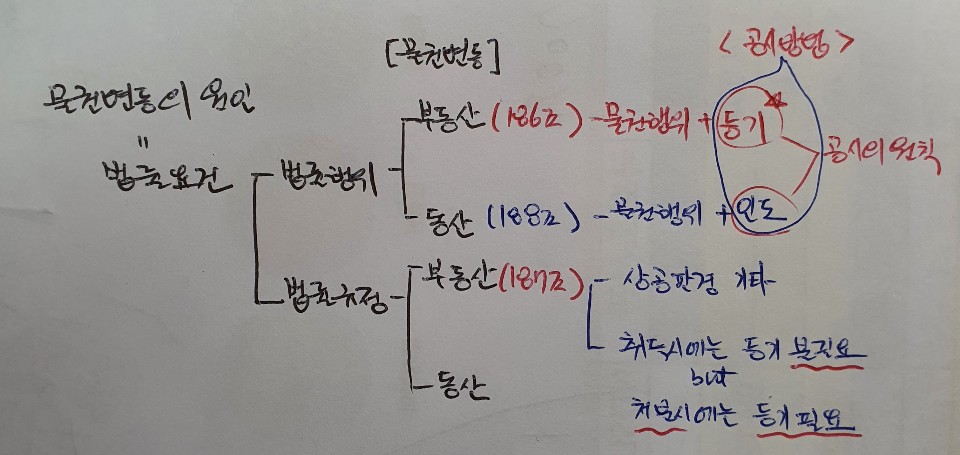 <공시방법>
[물권변동]
물권변동의 원인
"
법률요건
법률행위
부동산 (186조) - 물권행위 + 등기
공시의 원칙
동산 (188조) - 물권행위 + 인도
법률규정
부동산 (187조)
상공판경 기타
취득시에는 등기 불필요
but
처분시에는 등기 필요
동산